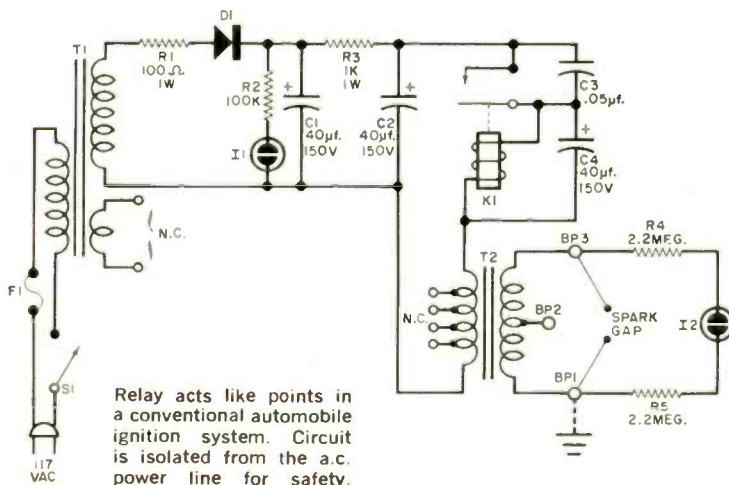 D1
T1
R1
100Ω
1W
R2
100K
I1
C1
40µf.
150V
R3
1K
1W
C2
40µf.
150V
C3
.05µf.
C4
40µf.
150V
K1
N.C.
F1
S1
117
VAC
T2
N.C.
BP3
BP2
BP1
R4
2.2MEG.
SPARK
GAP
I2
R5
2.2MEG.
Relay acts like points in
a conventional automobile
ignition system. Circuit
is isolated from the a.c.
power line for safety.